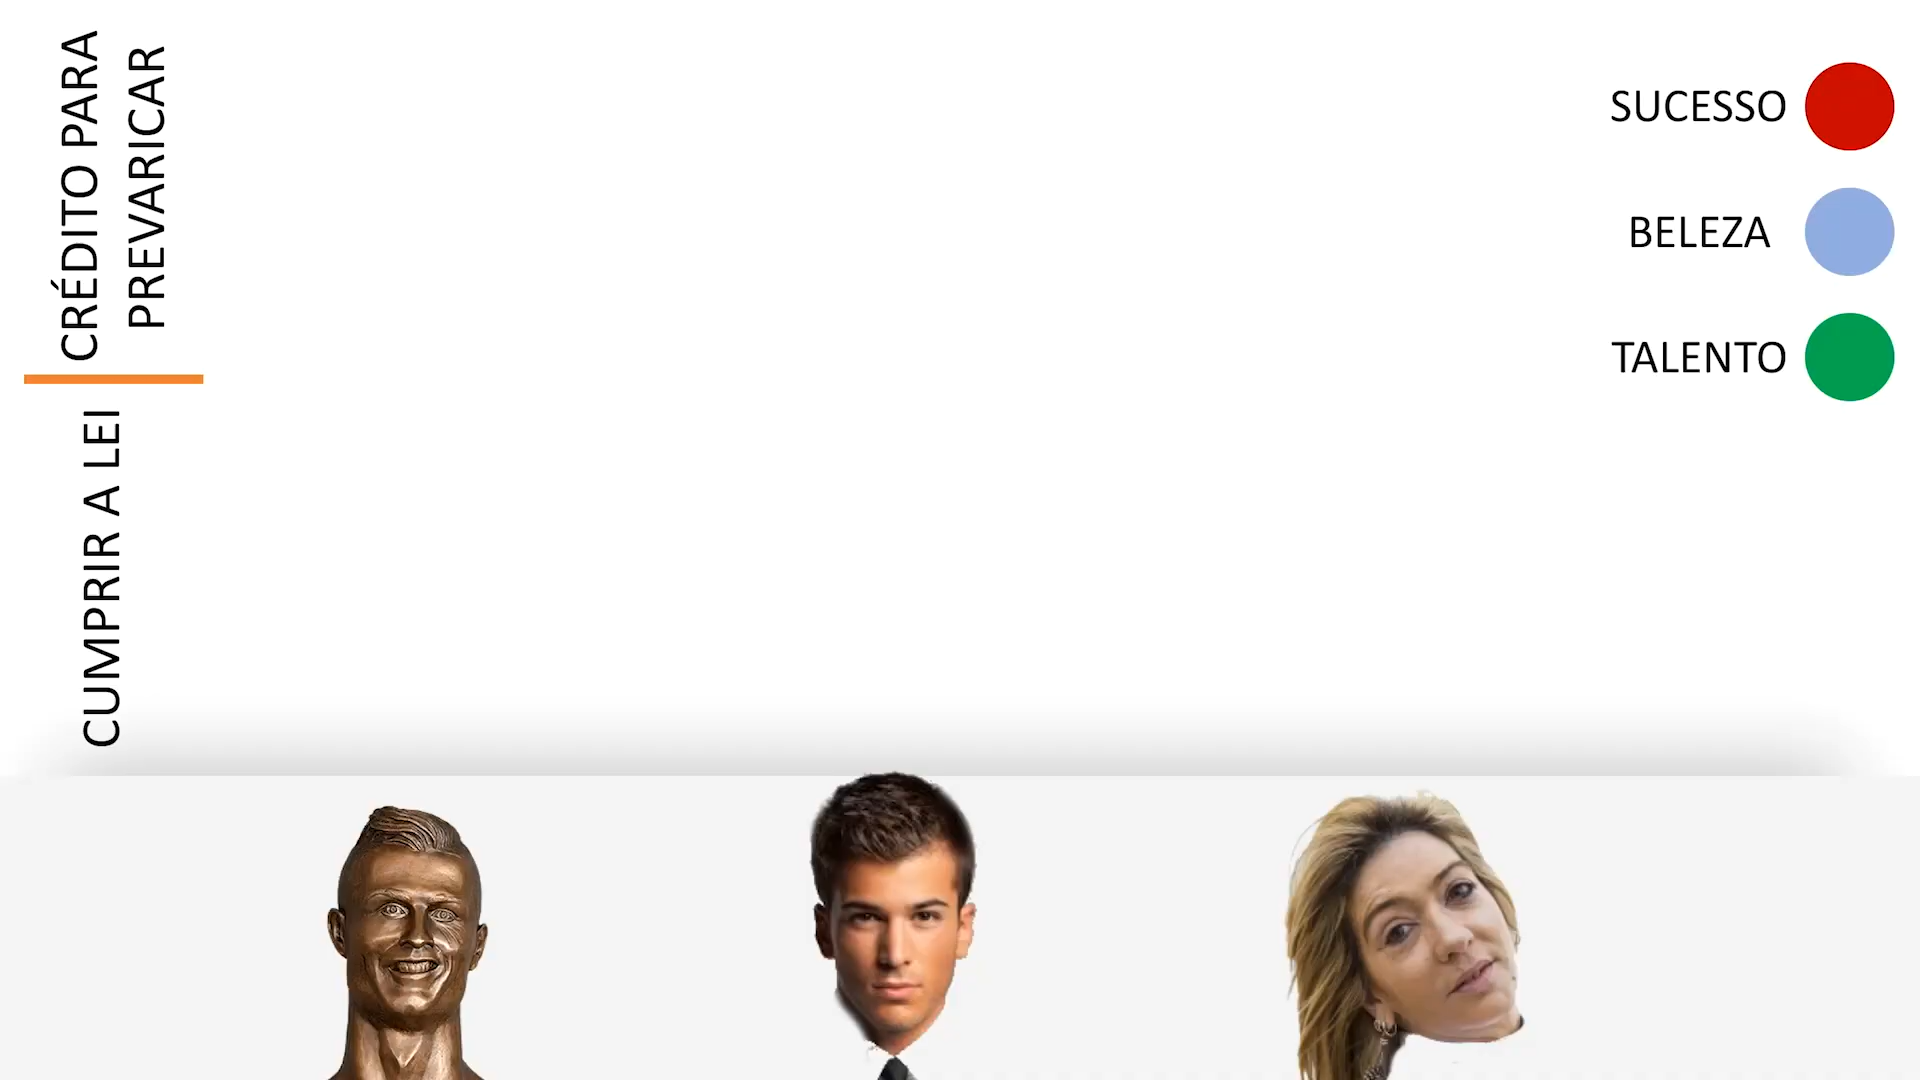 CRÉDITO PARA
PREVARICAR
CUMPRIR A LEI
SUCESSO
BELEZA
TALENTO